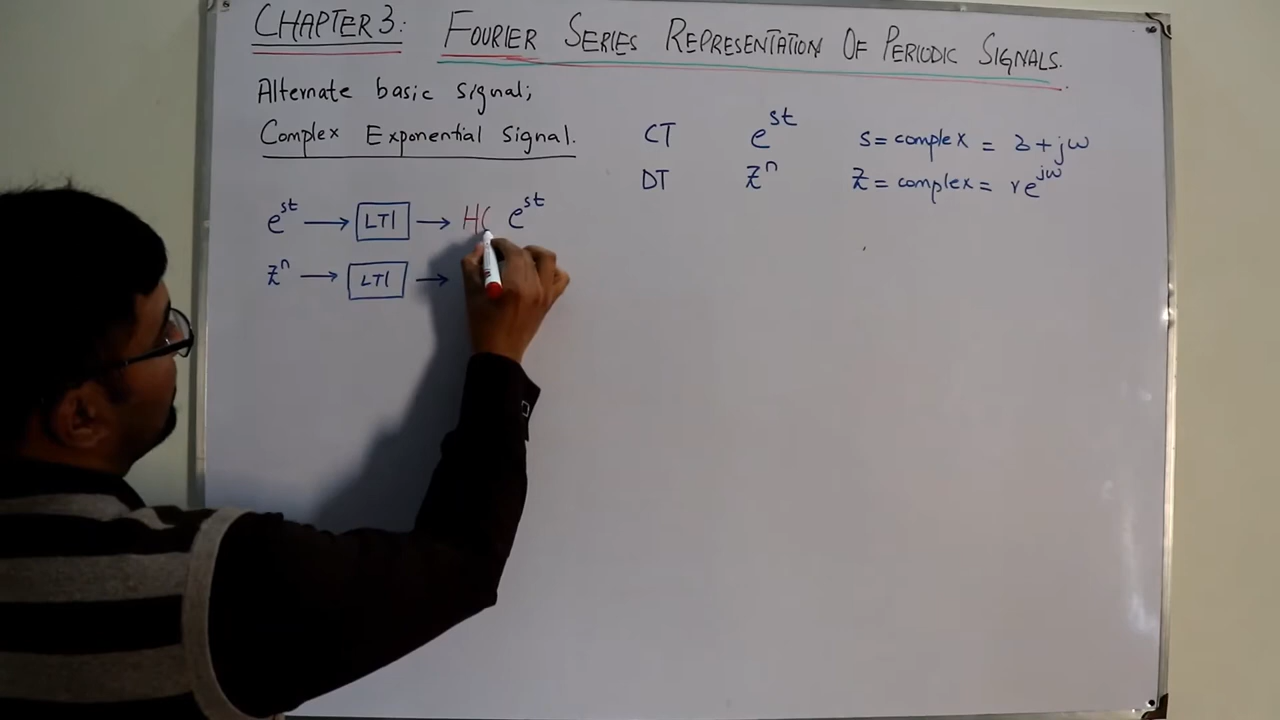 CHAPTER 3: FOURIER SERIES REPRESENTATION OF PERIODIC SIGNALS.
Alternate basic signal;
Complex Exponential Signal.
CT e^st s = complex = 2 + jω
DT z^n z = complex = re^jω
e^st → LTI → H( e^st
z^n → LTI →